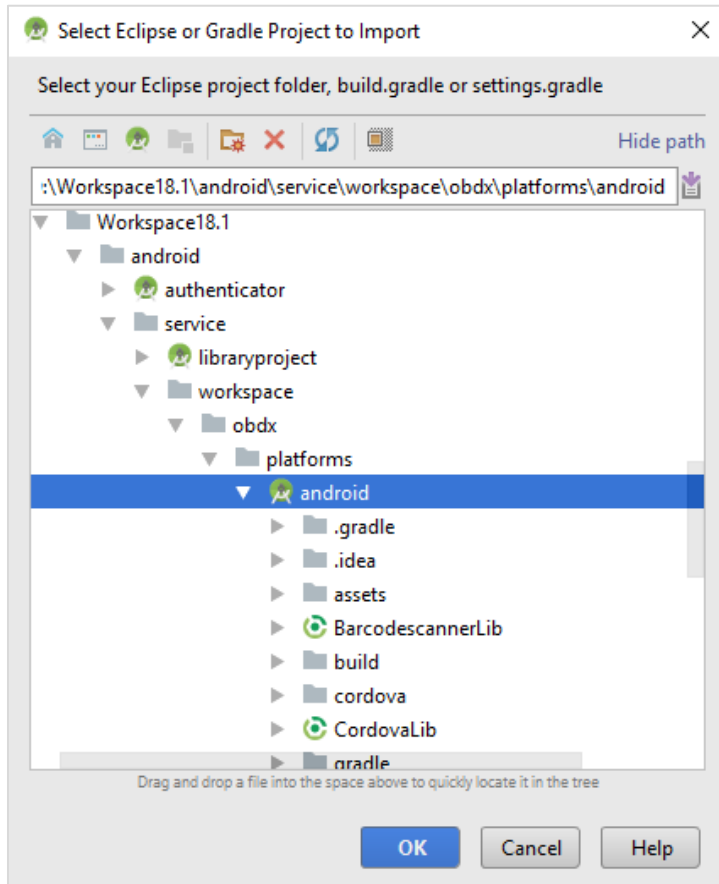 Select Eclipse or Gradle Project to Import
Select your Eclipse project folder, build.gradle or settings.gradle
Hide path
:\Workspace18.1\android\service\workspace\obdx\platforms\android
Workspace18.1
android
authenticator
service
libraryproject
workspace
obdx
platforms
android
.gradle
.idea
assets
BarcodescannerLib
build
cordova
CordovaLib
gradle
Drag and drop a file into the space above to quickly locate it in the tree
OK Cancel Help